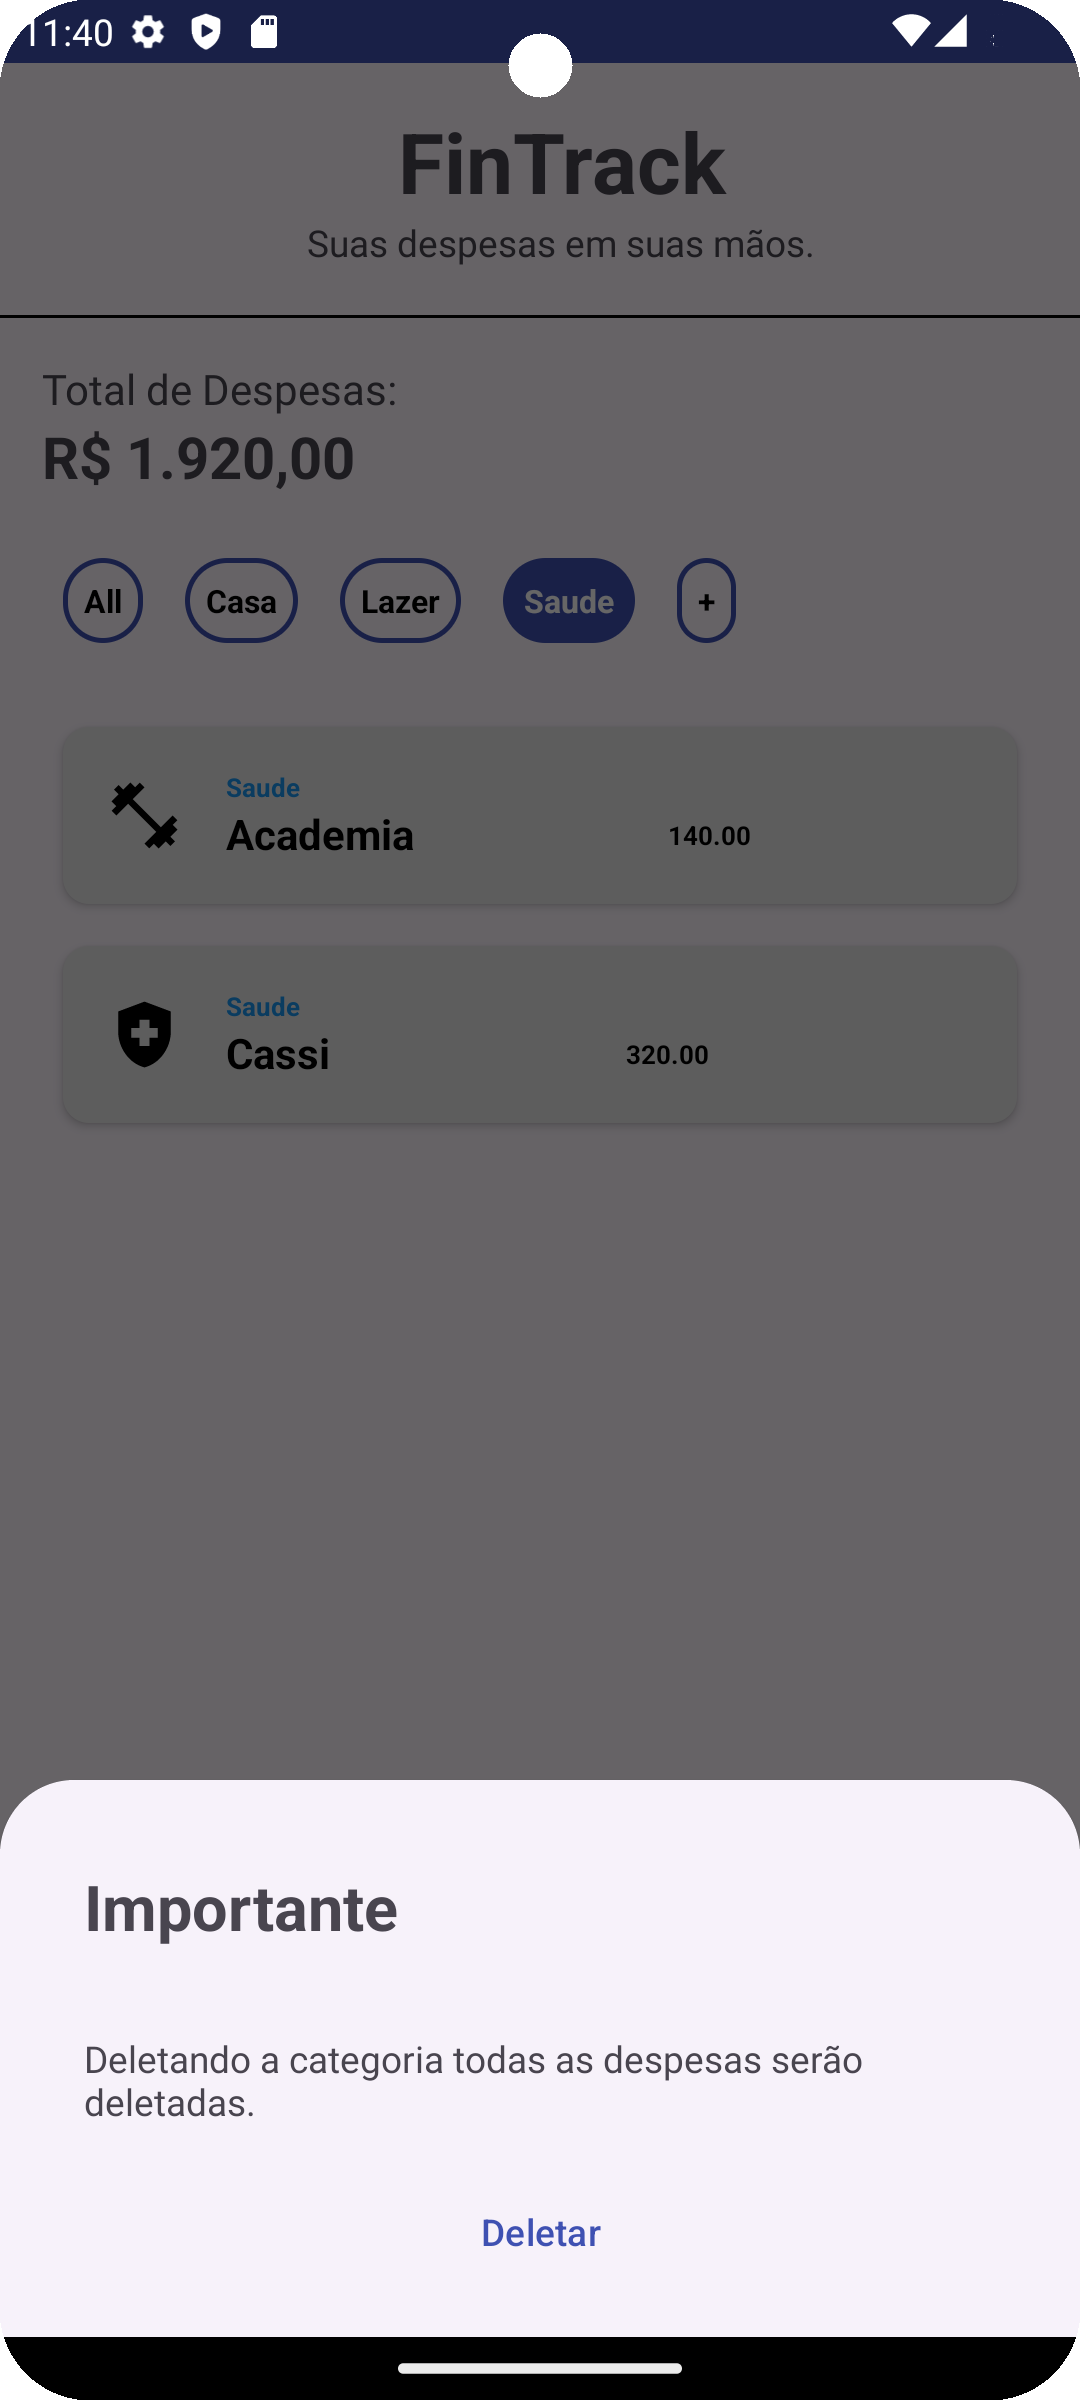 11:40
FinTrack
Suas despesas em suas mãos.
Total de Despesas:
R$ 1.920,00
All Casa Lazer Saude +
Saude
Academia 140.00
Saude
Cassi 320.00
Importante
Deletando a categoria todas as despesas serão
deletadas.
Deletar